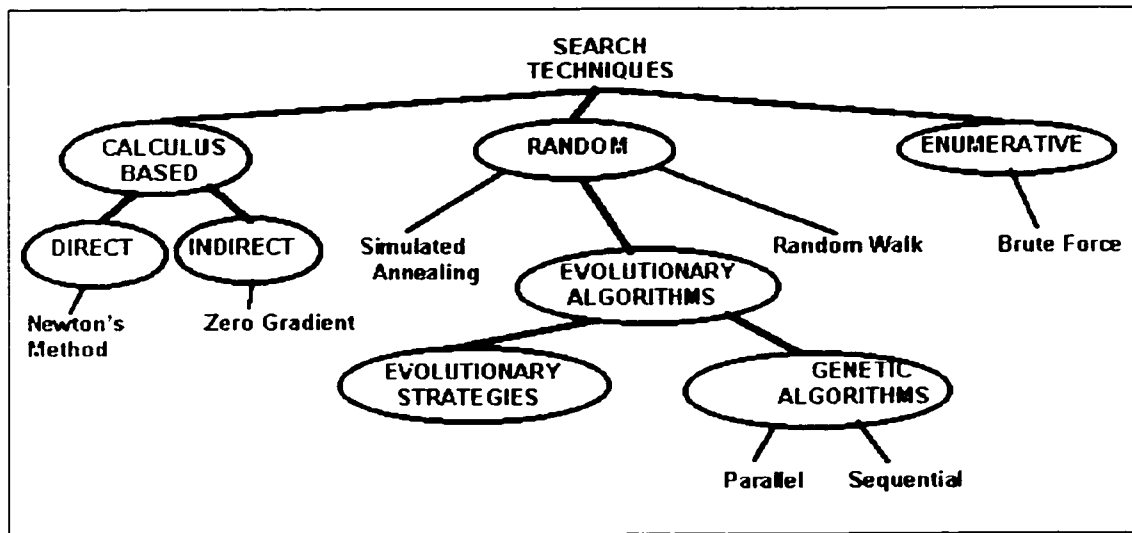 SEARCH
TECHNIQUES
CALCULUS
BASED
RANDOM
ENUMERATIVE
DIRECT
INDIRECT
Simulated
Annealing
Random Walk
Brute Force
EVOLUTIONARY
ALGORITHMS
Newton's
Method
Zero Gradient
EVOLUTIONARY
STRATEGIES
GENETIC
ALGORITHMS
Parallel
Sequential